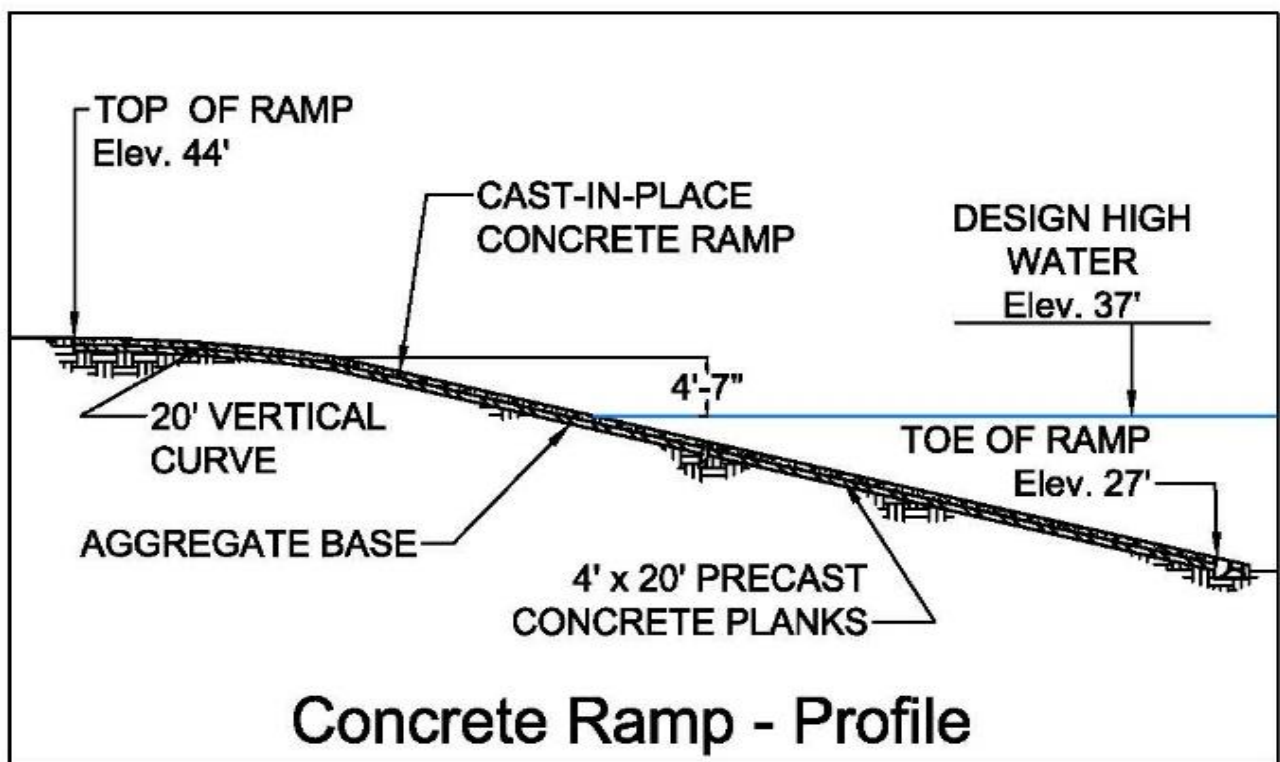 TOP OF RAMP
Elev. 44'
CAST-IN-PLACE
CONCRETE RAMP
DESIGN HIGH
WATER
Elev. 37'
4'-7"
20' VERTICAL
CURVE
TOE OF RAMP
Elev. 27'
AGGREGATE BASE
4' x 20' PRECAST
CONCRETE PLANKS
Concrete Ramp - Profile